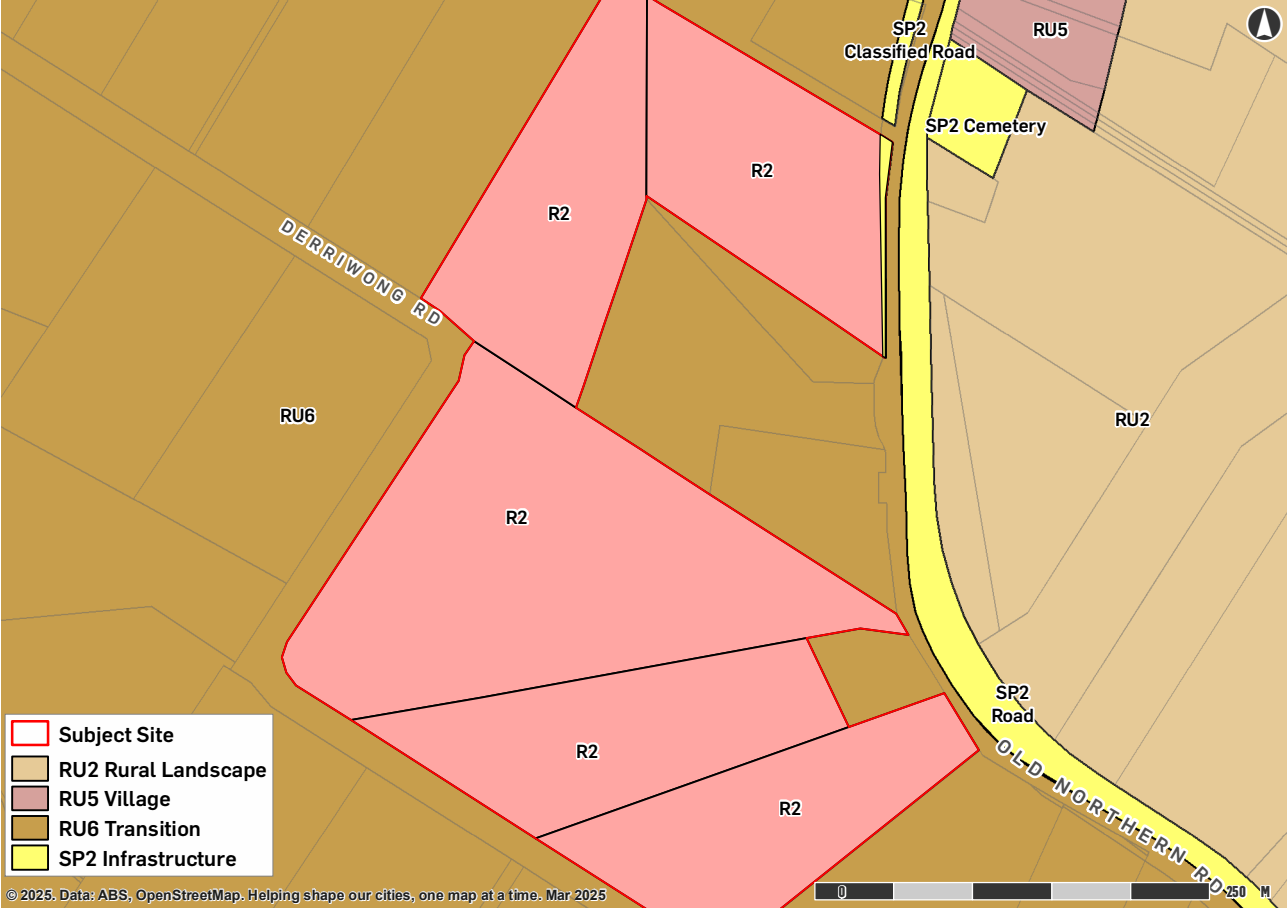 SP2
Classified Road
RU5
SP2 Cemetery
R2
R2
DERRIWONG RD
RU6
RU2
R2
SP2
Road
R2
R2
OLD NORTHERN RD
Subject Site
RU2 Rural Landscape
RU5 Village
RU6 Transition
SP2 Infrastructure
© 2025. Data: ABS, OpenStreetMap. Helping shape our cities, one map at a time. Mar 2025
0 250 M